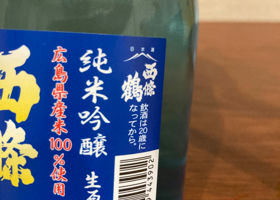 日本酒
西條鶴
飲酒は20歳に
なってから。
純米吟醸 生
広島県産米100%使用
西條